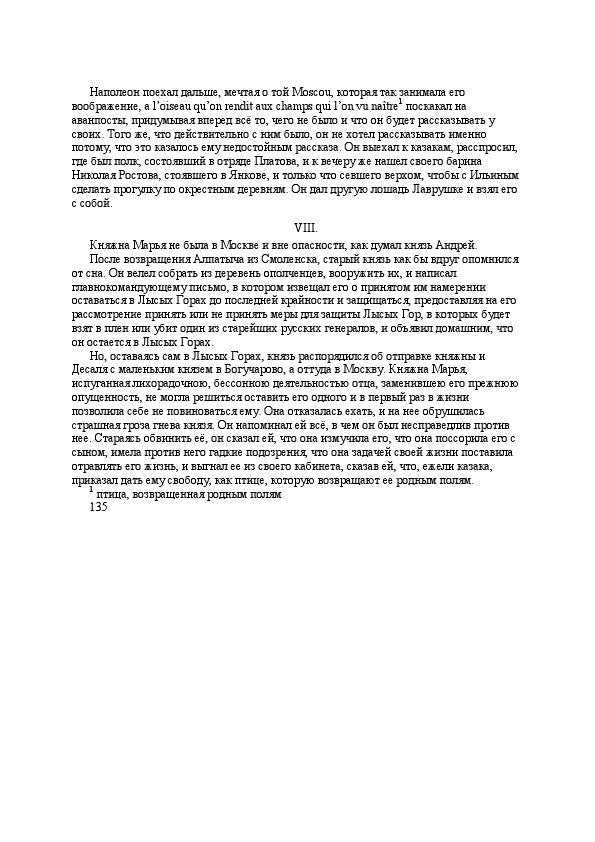 Наполеон поехал дальше, мечтая о той Moscou, которая так занимала его
воображение, a l’oiseau qu’on rendit aux champs qui l’on vu naître1 поскакал на
аванпосты, придумывая вперед всё то, чего не было и что он будет рассказывать у
своих. Того же, что действительно с ним было, он не хотел рассказывать именно
потому, что это казалось ему недостойным рассказа. Он выехал к казакам, расспросил,
где был полк, состоявший в отряде Платова, и к вечеру же нашел своего барина
Николая Ростова, стоявшего в Янкове, и только что севшего верхом, чтобы с Ильиным
сделать прогулку по окрестным деревням. Он дал другую лошадь Лаврушке и взял его
с собой.
VIII.
Княжна Марья не была в Москве и вне опасности, как думал князь Андрей.
После возвращения Алпатыча из Смоленска, старый князь как бы вдруг опомнился
от сна. Он велел собрать из деревень ополченцев, вооружить их, и написал
главнокомандующему письмо, в котором извещал его о принятом им намерении
оставаться в Лысых Горах до последней крайности и защищаться, предоставляя на его
рассмотрение принять или не принять меры для защиты Лысых Гор, в которых будет
взят в плен или убит один из старейших русских генералов, и объявил домашним, что
он остается в Лысых Горах.
Но, оставаясь сам в Лысых Горах, князь распорядился об отправке княжны и
Десаля с маленьким князем в Богучарово, а оттуда в Москву. Княжна Марья,
испуганная лихорадочною, бессонною деятельностью отца, заменившею его прежнюю
опущенность, не могла решиться оставить его одного и в первый раз в жизни
позволила себе не повиноваться ему. Она отказалась ехать, и на нее обрушилась
страшная гроза гнева князя. Он напоминал ей всё, в чем он был несправедлив против
нее. Стараясь обвинить её, он сказал ей, что она измучила его, что она поссорила его с
сыном, имела против него гадкие подозрения, что она задачей своей жизни поставила
отравлять его жизнь, и выгнал ее из своего кабинета, сказав ей, что, ежели казака,
приказал дать ему свободу, как птице, которую возвращают ее родным полям.
1 птица, возвращенная родным полям
135